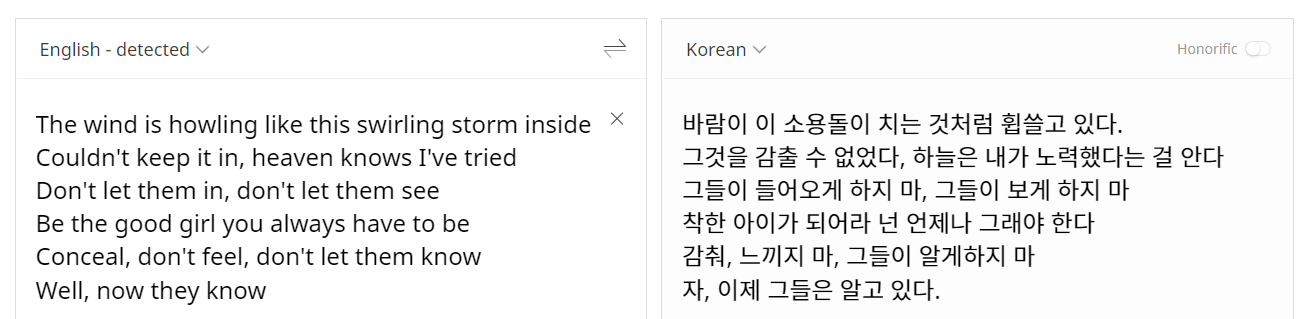 English - detected
Korean
Honorific
The wind is howling like this swirling storm inside
Couldn't keep it in, heaven knows I've tried
Don't let them in, don't let them see
Be the good girl you always have to be
Conceal, don't feel, don't let them know
Well, now they know
바람이 이 소용돌이 치는 것처럼 휩쓸고 있다.
그것을 감출 수 없었다, 하늘은 내가 노력했다는 걸 안다
그들이 들어오게 하지 마, 그들이 보게 하지 마
착한 아이가 되어라 넌 언제나 그래야 한다
감춰, 느끼지 마, 그들이 알게하지 마
자, 이제 그들은 알고 있다.